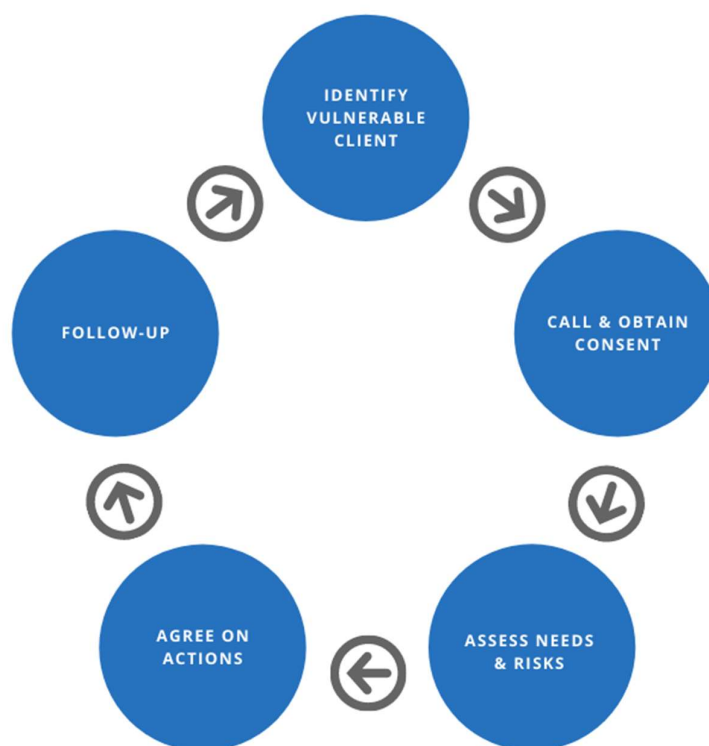 IDENTIFY
VULNERABLE
CLIENT
CALL & OBTAIN
CONSENT
ASSESS NEEDS
& RISKS
AGREE ON
ACTIONS
FOLLOW-UP